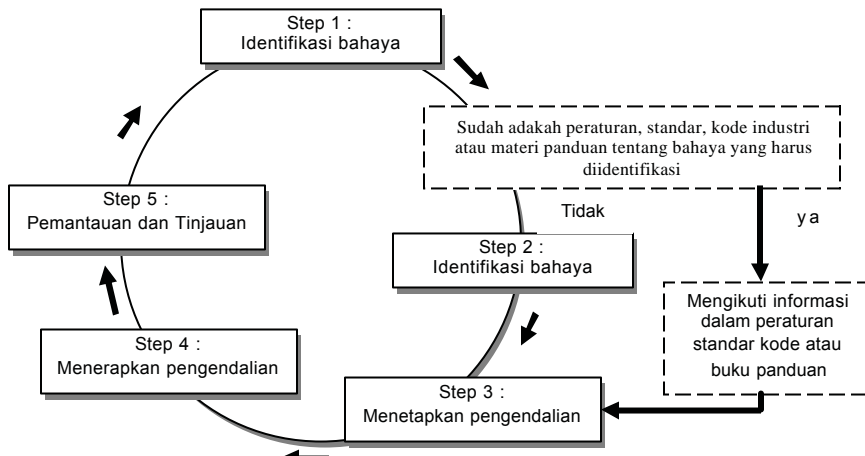 Step 1 :
Identifikasi bahaya
Sudah adakah peraturan, standar, kode industri
atau materi panduan tentang bahaya yang harus
diidentifikasi
Tidak
ya
Step 2 :
Identifikasi bahaya
Mengikuti informasi
dalam peraturan
standar kode atau
buku panduan
Step 3 :
Menetapkan pengendalian
Step 4 :
Menerapkan pengendalian
Step 5 :
Pemantauan dan Tinjauan